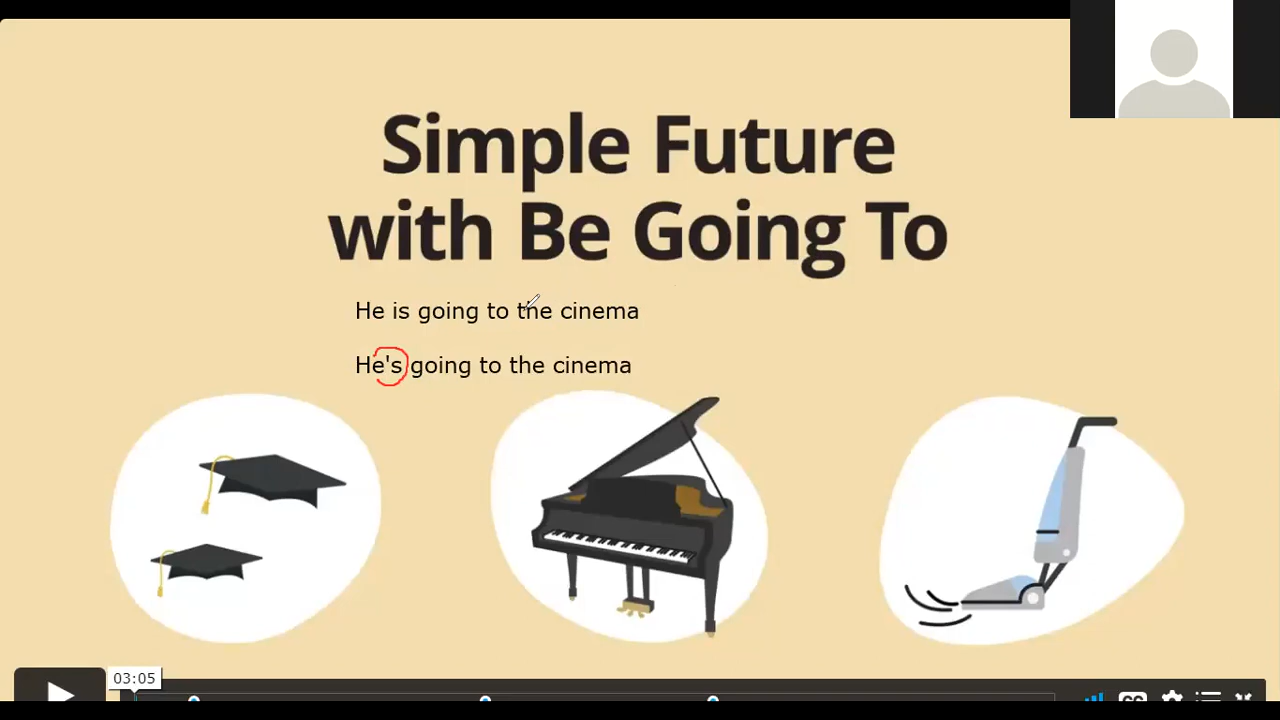 Simple Future
with Be Going To
He is going to the cinema
He's going to the cinema
03:05
CC